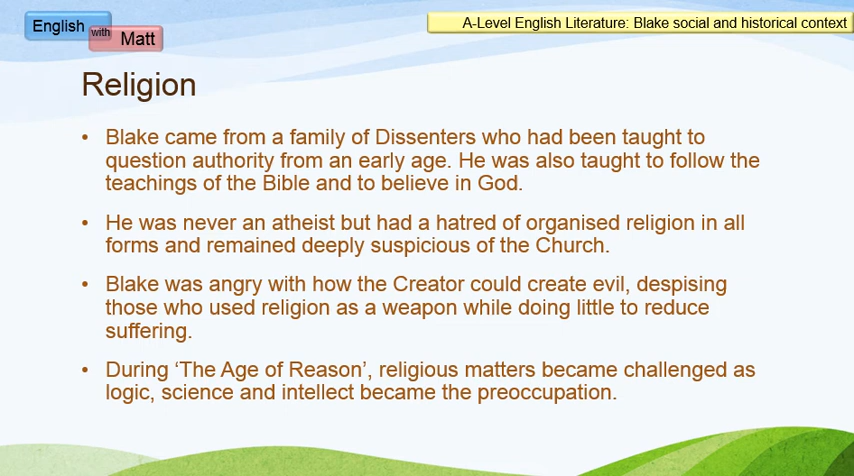 English with Matt
A-Level English Literature: Blake social and historical context
Religion
• Blake came from a family of Dissenters who had been taught to
question authority from an early age. He was also taught to follow the
teachings of the Bible and to believe in God.
• He was never an atheist but had a hatred of organised religion in all
forms and remained deeply suspicious of the Church.
• Blake was angry with how the Creator could create evil, despising
those who used religion as a weapon while doing little to reduce
suffering.
• During ‘The Age of Reason’, religious matters became challenged as
logic, science and intellect became the preoccupation.